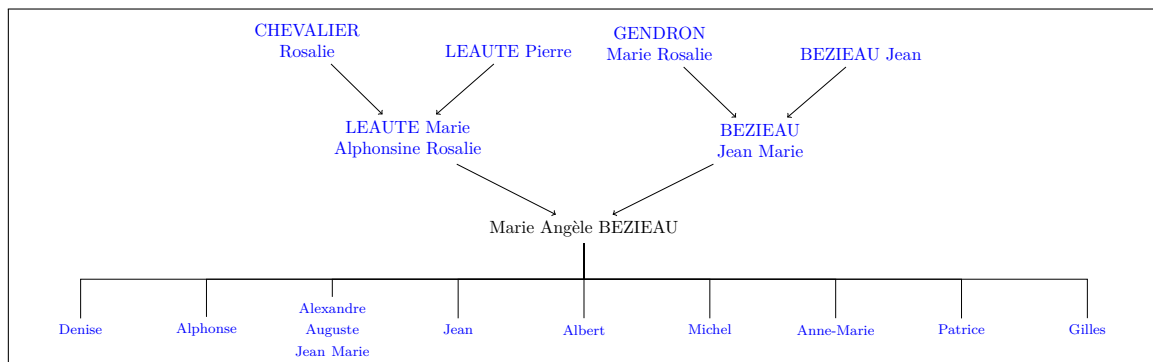 CHEVALIER
Rosalie
LEAUTE Pierre
GENDRON
Marie Rosalie
BEZIEAU Jean
LEAUTE Marie
Alphonsine Rosalie
BEZIEAU
Jean Marie
Marie Angèle BEZIEAU
Denise
Alphonse
Alexandre
Auguste
Jean Marie
Jean
Albert
Michel
Anne-Marie
Patrice
Gilles